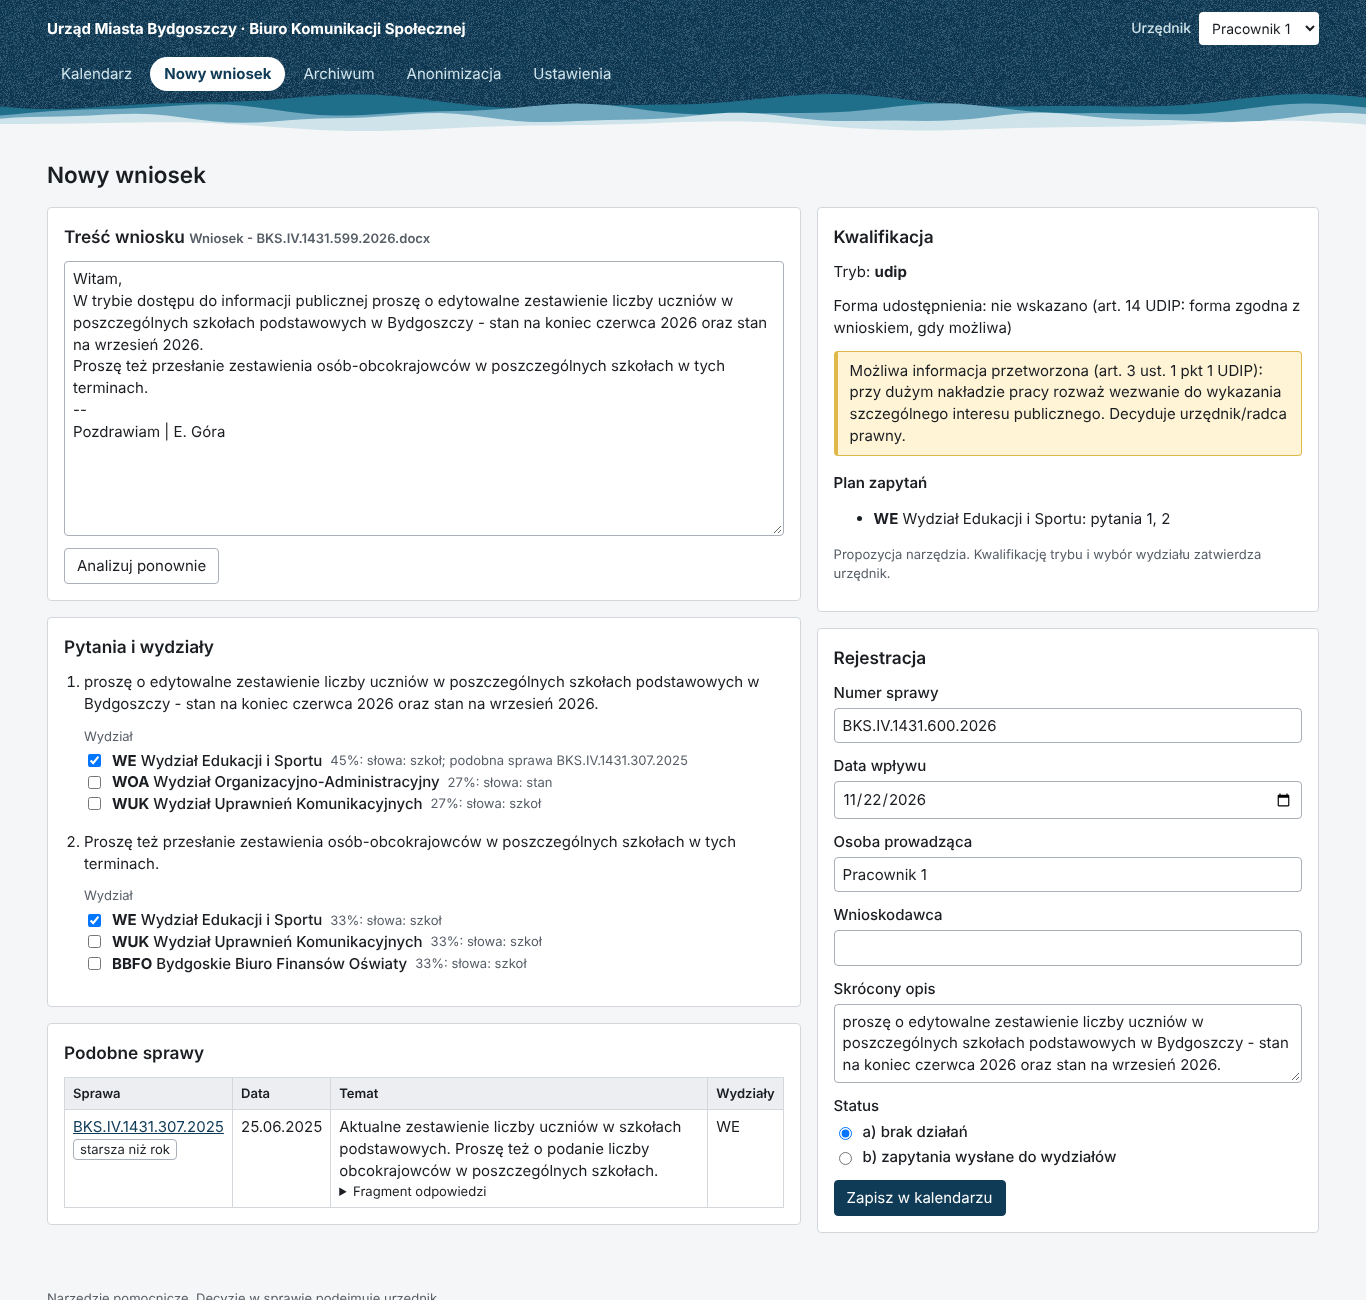 Urząd Miasta Bydgoszczy · Biuro Komunikacji Społecznej
Urzędnik Pracownik 1
Kalendarz Nowy wniosek Archiwum Anonimizacja Ustawienia
Nowy wniosek
Treść wniosku Wniosek - BKS.IV.1431.599.2026.docx
Witam,
W trybie dostępu do informacji publicznej proszę o edytowalne zestawienie liczby uczniów w
poszczególnych szkołach podstawowych w Bydgoszczy - stan na koniec czerwca 2026 oraz stan
na wrzesień 2026.
Proszę też przesłanie zestawienia osób-obcokrajowców w poszczególnych szkołach w tych
terminach.
--
Pozdrawiam | E. Góra
Analizuj ponownie
Pytania i wydziały
1. proszę o edytowalne zestawienie liczby uczniów w poszczególnych szkołach podstawowych w
Bydgoszczy - stan na koniec czerwca 2026 oraz stan na wrzesień 2026.
Wydział
WE Wydział Edukacji i Sportu 45%: słowa: szkoł; podobna sprawa BKS.IV.1431.307.2025
WOA Wydział Organizacyjno-Administracyjny 27%: słowa: stan
WUK Wydział Uprawnień Komunikacyjnych 27%: słowa: szkoł
2. Proszę też przesłanie zestawienia osób-obcokrajowców w poszczególnych szkołach w tych
terminach.
Wydział
WE Wydział Edukacji i Sportu 33%: słowa: szkoł
WUK Wydział Uprawnień Komunikacyjnych 33%: słowa: szkoł
BBFO Bydgoskie Biuro Finansów Oświaty 33%: słowa: szkoł
Podobne sprawy
Sprawa Data Temat Wydziały
BKS.IV.1431.307.2025 25.06.2025 Aktualne zestawienie liczby uczniów w szkołach WE
starsza niż rok podstawowych. Proszę też o podanie liczby
obcokrajowców w poszczególnych szkołach.
Fragment odpowiedzi
Kwalifikacja
Tryb: udip
Forma udostępnienia: nie wskazano (art. 14 UDIP: forma zgodna z
wnioskiem, gdy możliwa)
Możliwa informacja przetworzona (art. 3 ust. 1 pkt 1 UDIP):
przy dużym nakładzie pracy rozważ wezwanie do wykazania
szczególnego interesu publicznego. Decyduje urzędnik/radca
prawny.
Plan zapytań
• WE Wydział Edukacji i Sportu: pytania 1, 2
Propozycja narzędzia. Kwalifikację trybu i wybór wydziału zatwierdza
urzędnik.
Rejestracja
Numer sprawy
BKS.IV.1431.600.2026
Data wpływu
11/22/2026
Osoba prowadząca
Pracownik 1
Wnioskodawca
Skrócony opis
proszę o edytowalne zestawienie liczby uczniów w
poszczególnych szkołach podstawowych w Bydgoszczy - stan
na koniec czerwca 2026 oraz stan na wrzesień 2026.
Status
a) brak działań
b) zapytania wysłane do wydziałów
Zapisz w kalendarzu
Narzędzie pomocnicze. Decyzje w sprawie podejmuje urzędnik.